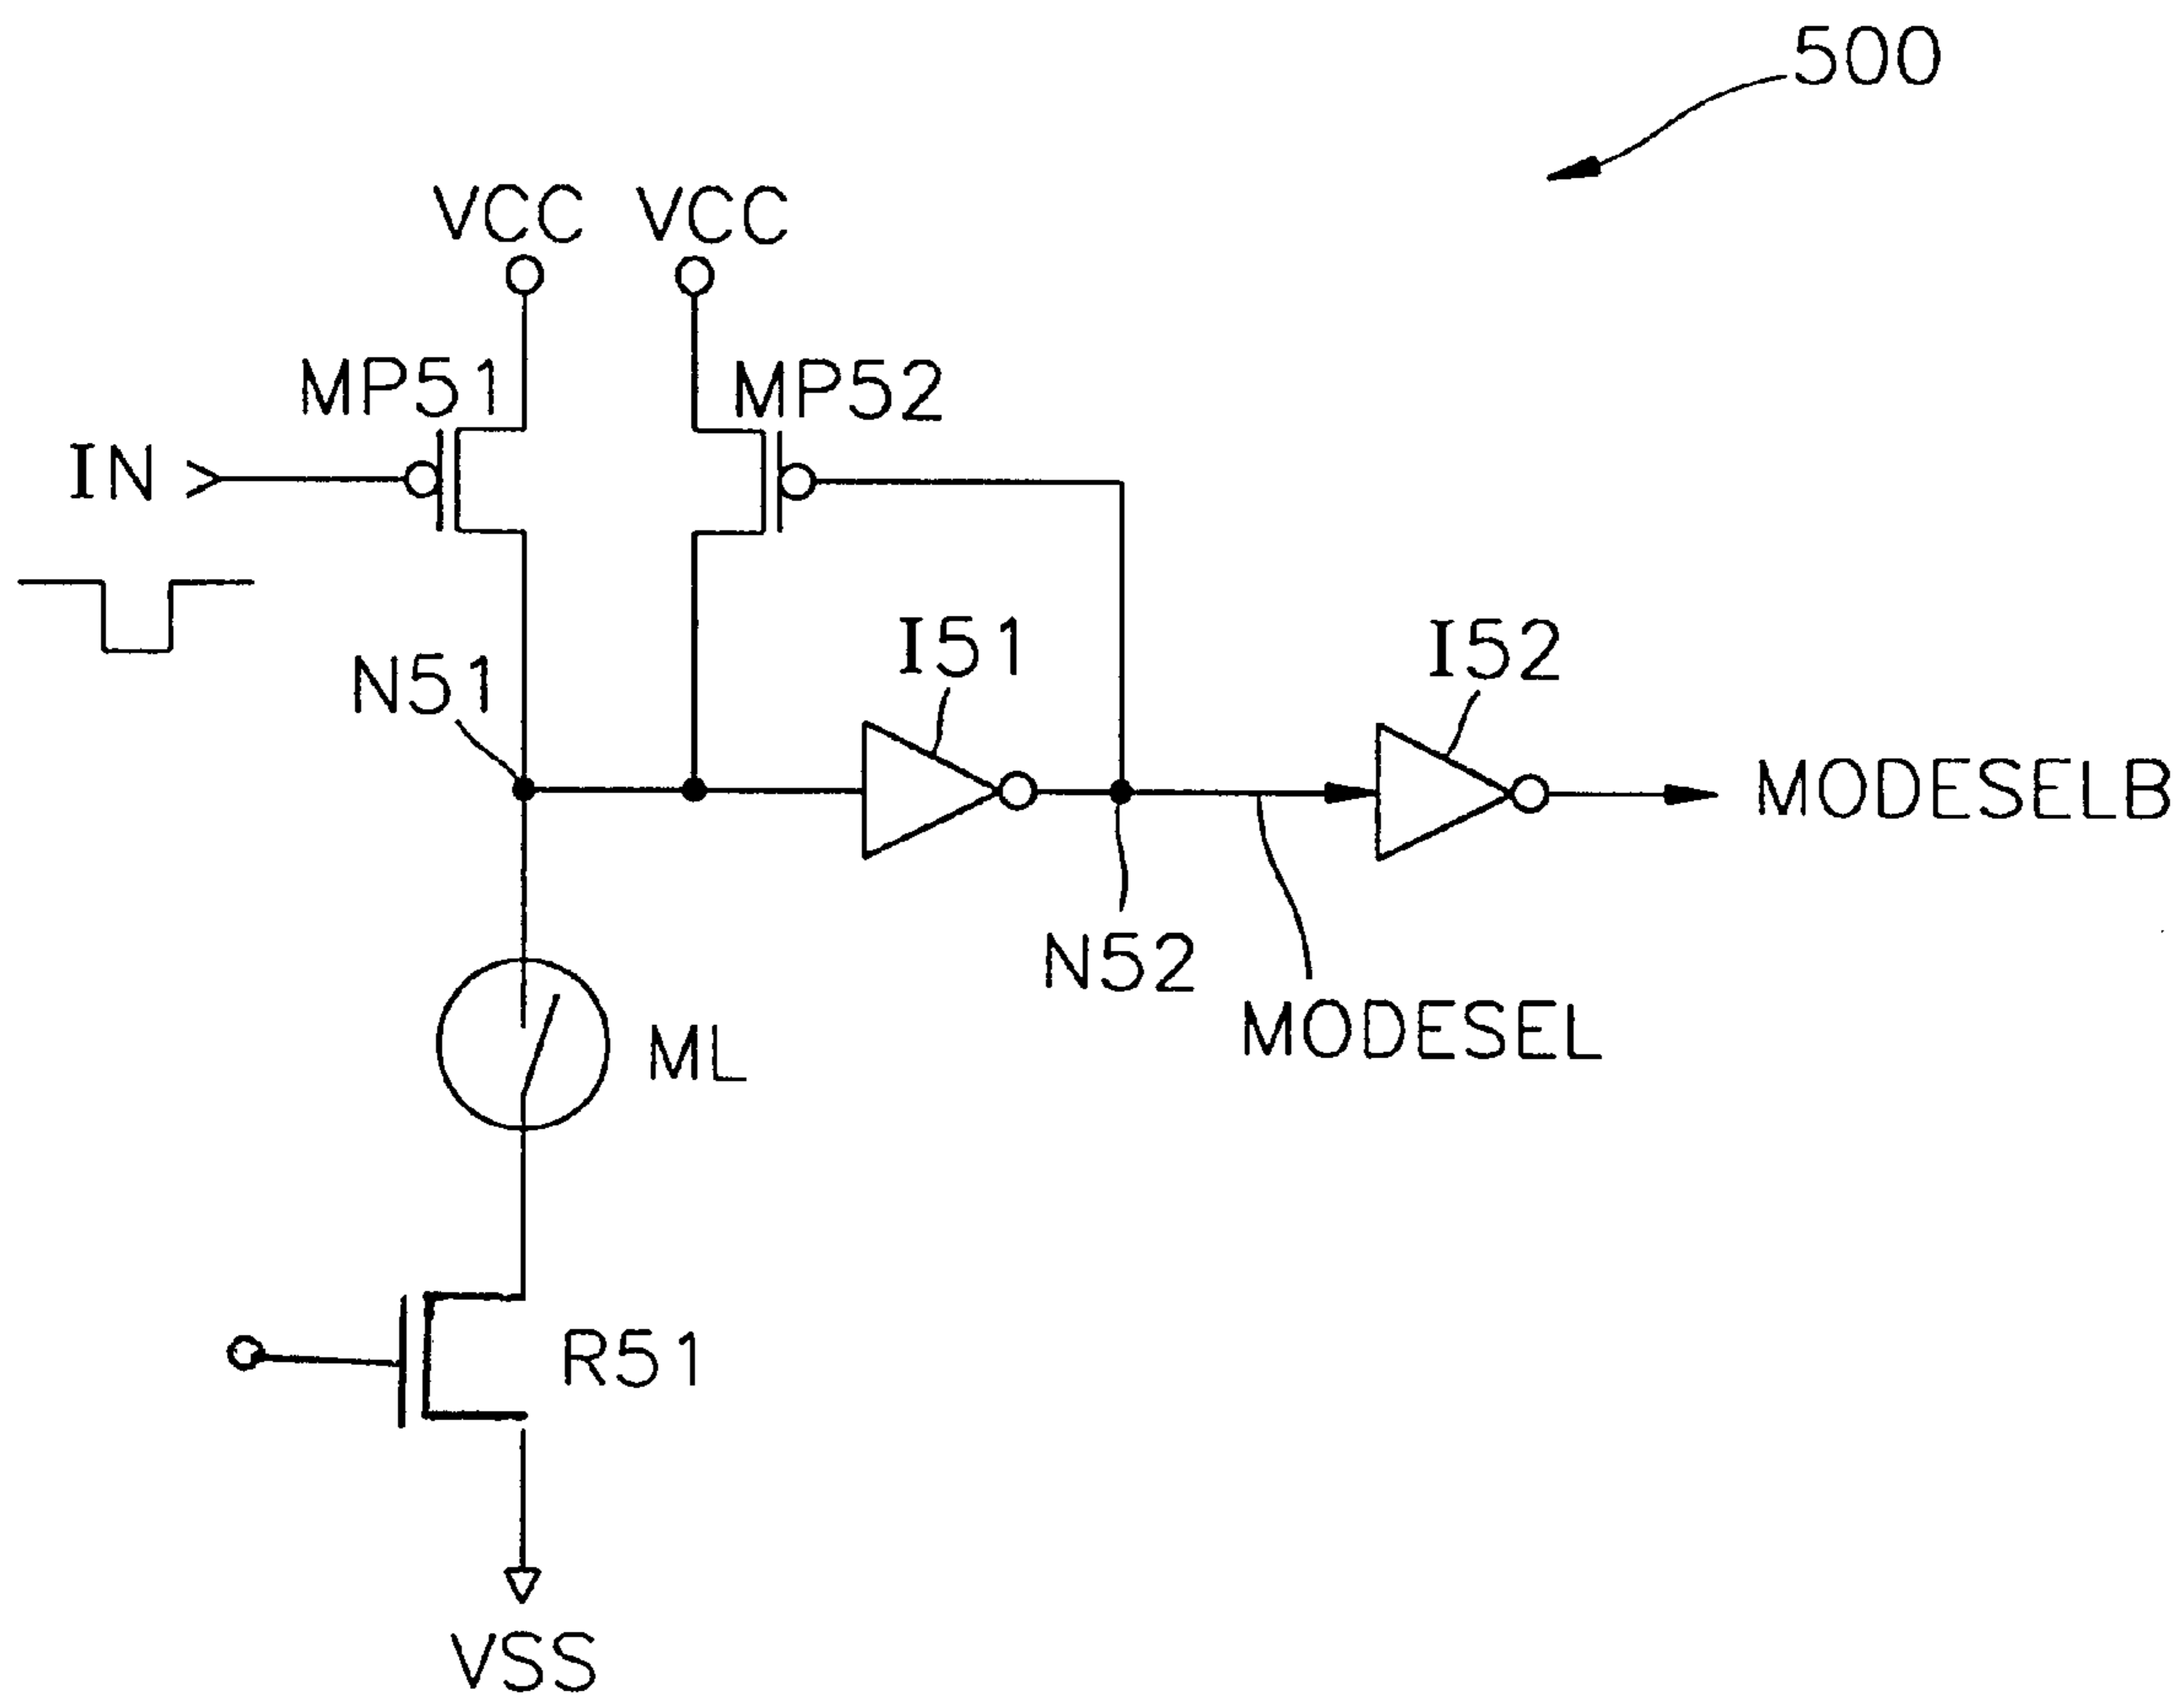 500
VCC VCC
MP51 MP52
IN
N51 I51 I52
MODESELB
N52
MODESEL
ML
R51
VSS